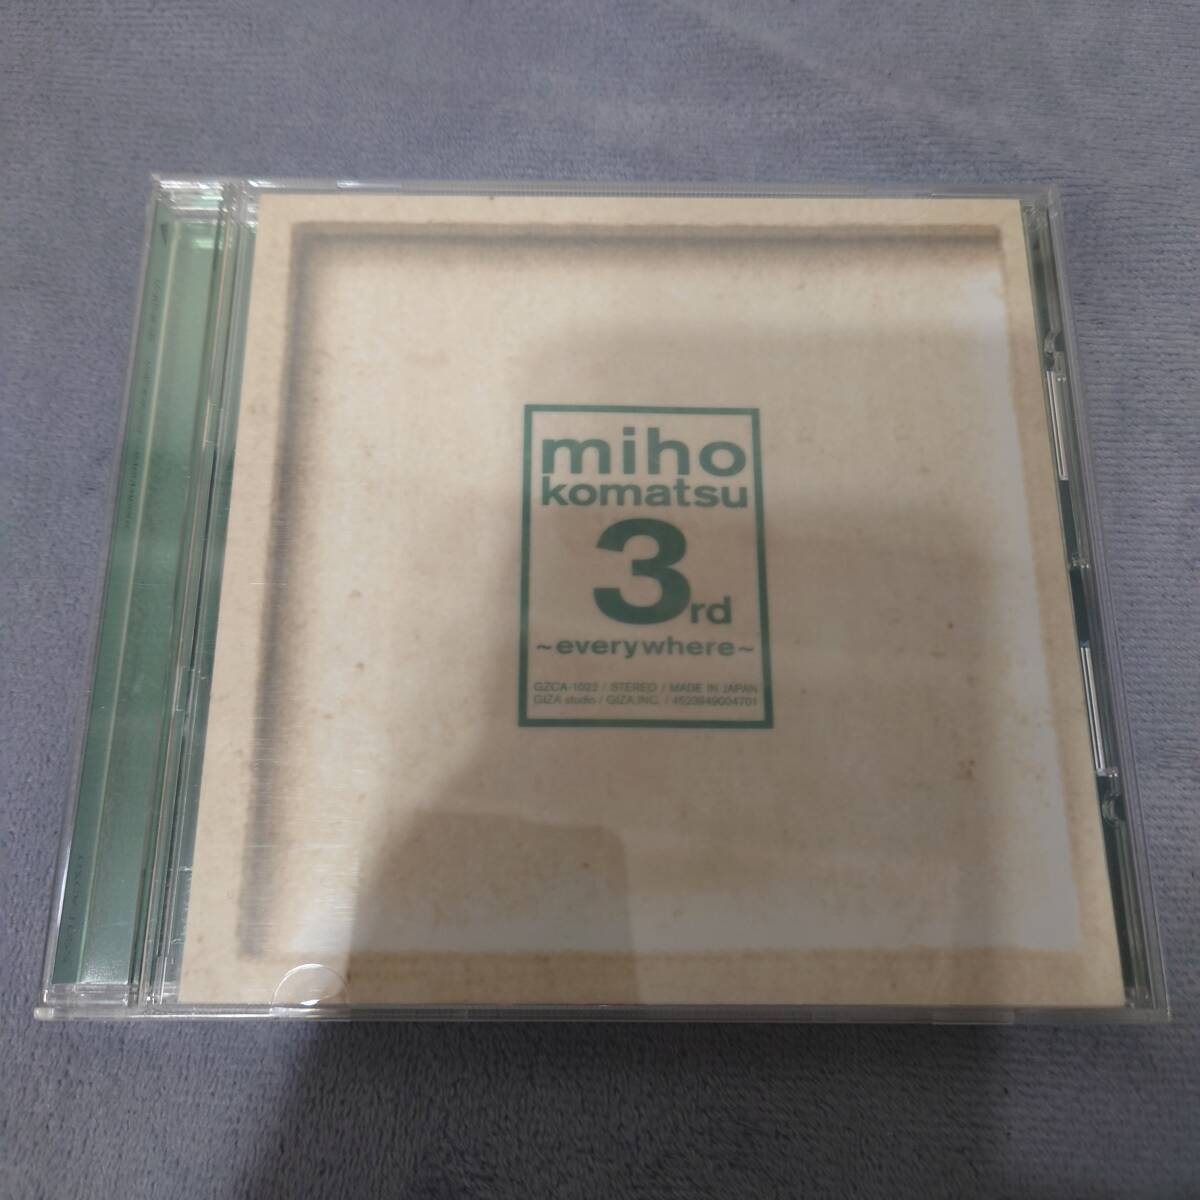 miho
komatsu
3rd
~everywhere~
GZCA-1022 / STEREO / MADE IN JAPAN
GIZA studio / GIZA,INC. / 4523949004701